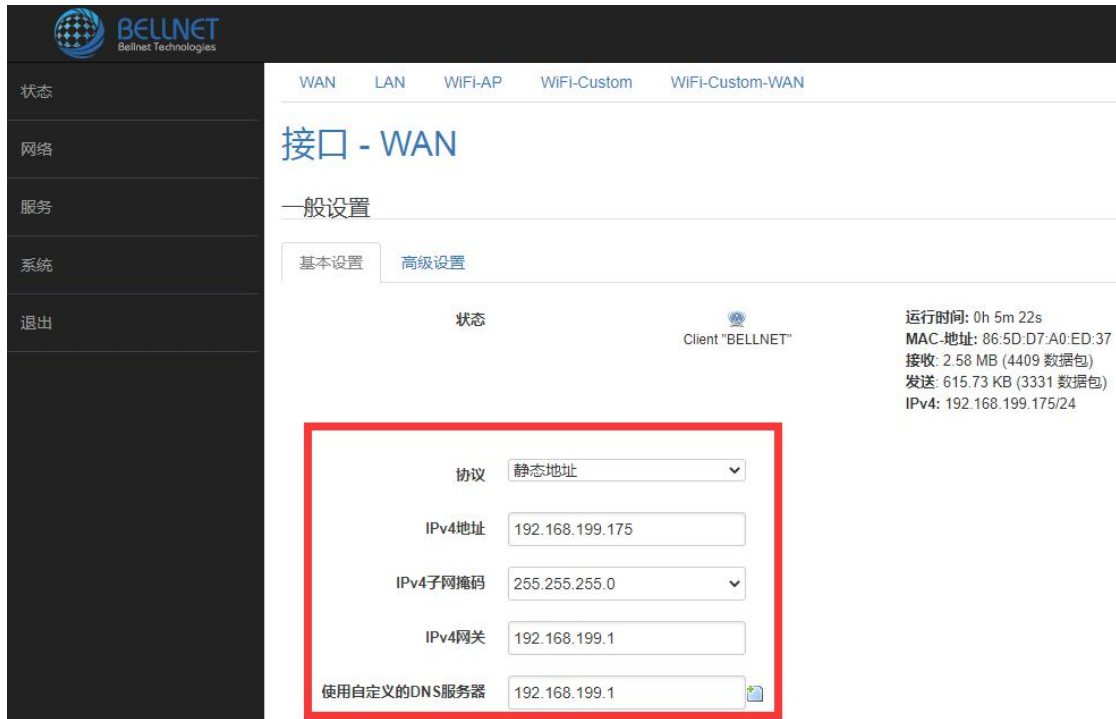 BELLNET
Bellnet Technologies
状态
网络
服务
系统
退出
WAN LAN WiFi-AP WiFi-Custom WiFi-Custom-WAN
接口 - WAN
一般设置
基本设置 高级设置
状态
Client "BELLNET"
运行时间: 0h 5m 22s
MAC-地址: 86:5D:D7:A0:ED:37
接收: 2.58 MB (4409 数据包)
发送: 615.73 KB (3331 数据包)
IPv4: 192.168.199.175/24
协议 静态地址
IPv4地址 192.168.199.175
IPv4子网掩码 255.255.255.0
IPv4网关 192.168.199.1
使用自定义的DNS服务器 192.168.199.1